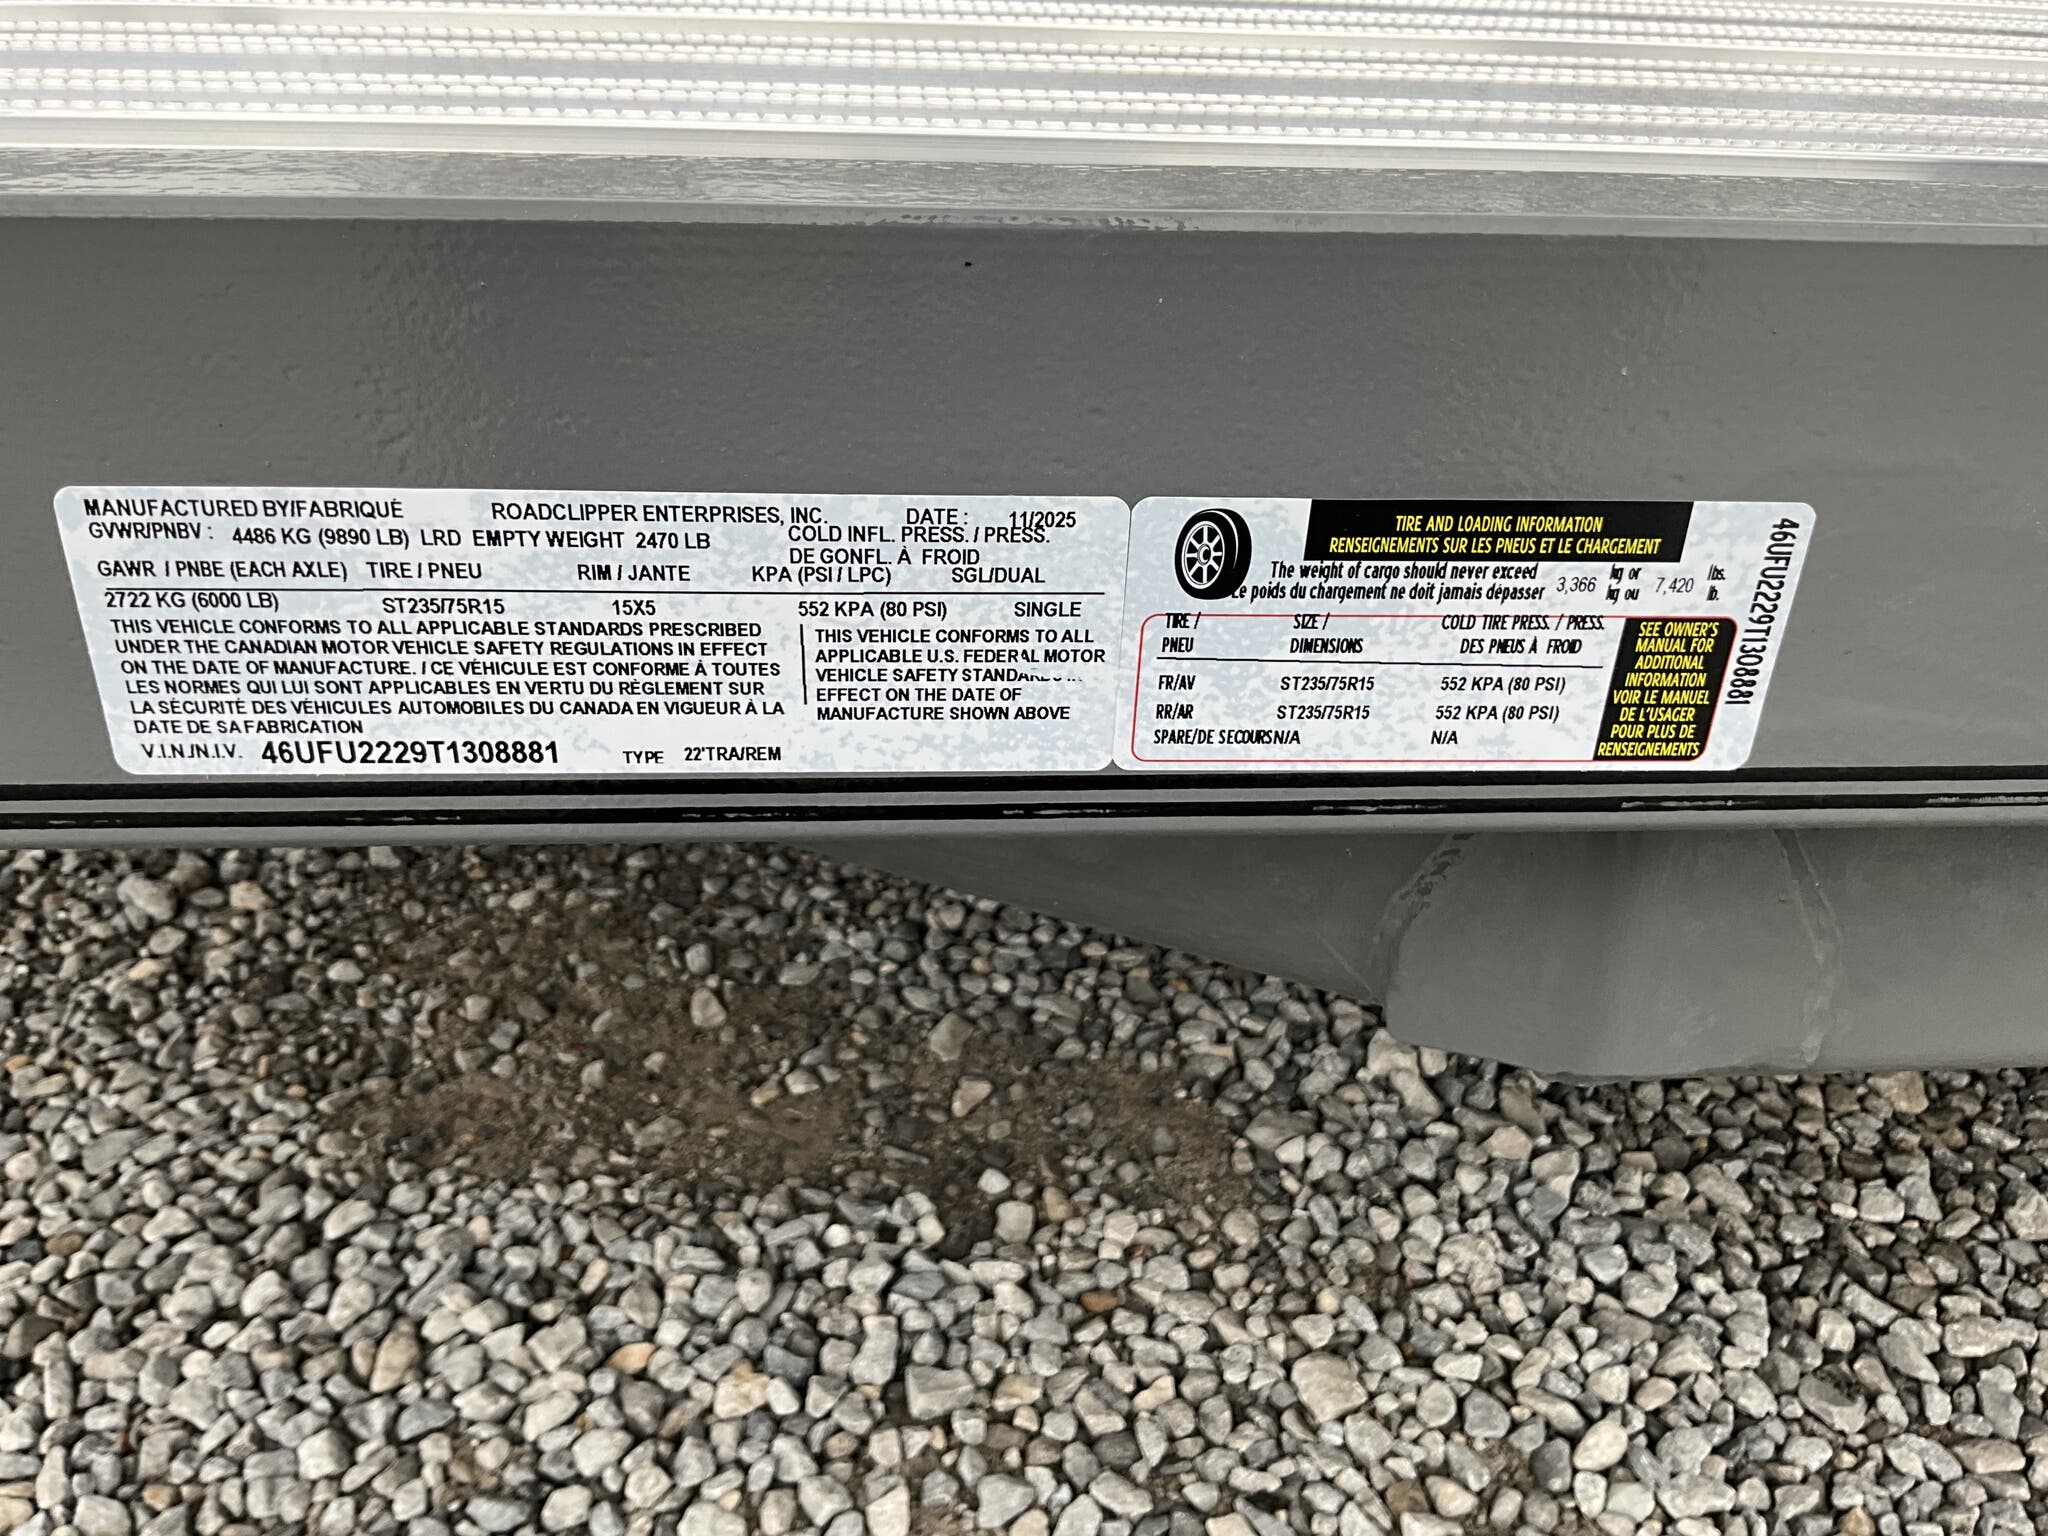 MANUFACTURED BY/FABRIQUÉ ROADCLIPPER ENTERPRISES, INC. DATE : 11/2025
GVWR/PNBV : 4486 KG (9890 LB) LRD EMPTY WEIGHT 2470 LB
COLD INFL. PRESS. / PRESS.
DE GONFL. À FROID
GAWR / PNBE (EACH AXLE) TIRE / PNEU RIM / JANTE KPA (PSI / LPC) SGL/DUAL
2722 KG (6000 LB) ST235/75R15 15X5 552 KPA (80 PSI) SINGLE
THIS VEHICLE CONFORMS TO ALL APPLICABLE STANDARDS PRESCRIBED
UNDER THE CANADIAN MOTOR VEHICLE SAFETY REGULATIONS IN EFFECT
ON THE DATE OF MANUFACTURE. / CE VÉHICULE EST CONFORME À TOUTES
LES NORMES QUI LUI SONT APPLICABLES EN VERTU DU RÈGLEMENT SUR
LA SÉCURITÉ DES VÉHICULES AUTOMOBILES DU CANADA EN VIGUEUR À LA
DATE DE SA FABRICATION
THIS VEHICLE CONFORMS TO ALL
APPLICABLE U.S. FEDERAL MOTOR
VEHICLE SAFETY
EFFECT ON THE DATE OF
MANUFACTURE SHOWN ABOVE
V.I.N./N.I.V. 46UFU2229T1308881 TYPE 22'TRA/REM
TIRE AND LOADING INFORMATION
RENSEIGNEMENTS SUR LES PNEUS ET LE CHARGEMENT
The weight of cargo should never exceed 3,366 kg or 7,420 lbs.
Le poids du chargement ne doit jamais dépasser kg ou lb.
TIRE / SIZE / COLD TIRE PRESS. / PRESS.
PNEU DIMENSIONS DES PNEUS À FROID
FR/AV ST235/75R15 552 KPA (80 PSI)
RR/AR ST235/75R15 552 KPA (80 PSI)
SPARE/DE SECOURS N/A N/A
SEE OWNER'S
MANUAL FOR
ADDITIONAL
INFORMATION
VOIR LE MANUEL
DE L'USAGER
POUR PLUS DE
RENSEIGNEMENTS
46UFU2229T1308881